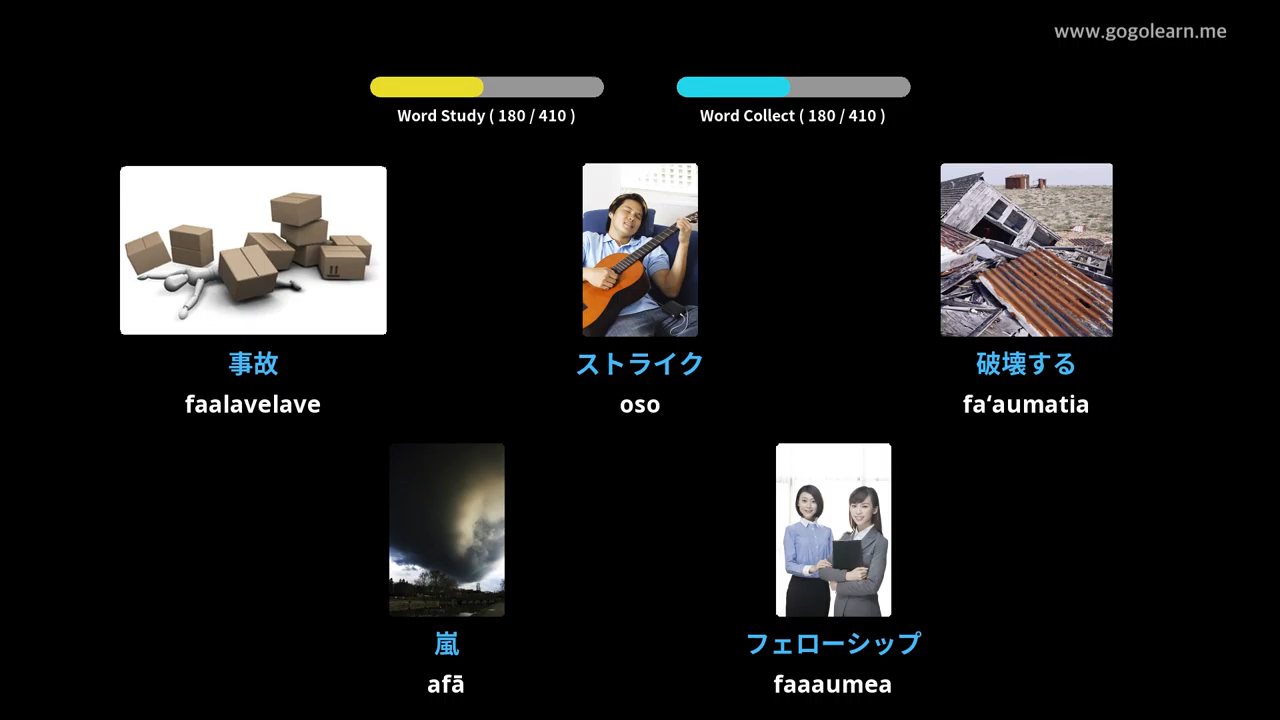 www.gogolearn.me
Word Study ( 180 / 410 )
Word Collect ( 180 / 410 )
事故
faalavelave
ストライク
oso
破壊する
fa‘aumatia
嵐
afā
フェローシップ
faaaumea